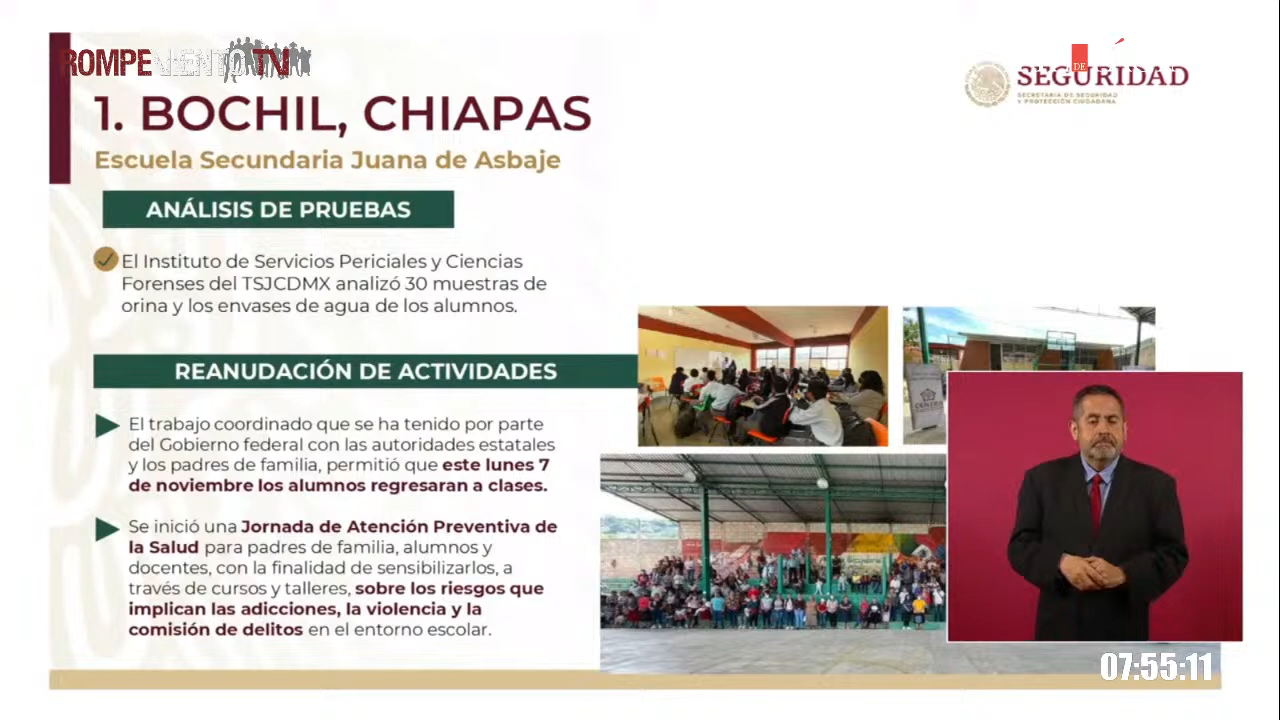 ROMPEVIENTO TV
DE
SEGURIDAD
SECRETARÍA DE SEGURIDAD
Y PROTECCIÓN CIUDADANA
1. BOCHIL, CHIAPAS
Escuela Secundaria Juana de Asbaje
ANÁLISIS DE PRUEBAS
El Instituto de Servicios Periciales y Ciencias
Forenses del TSJCDMX analizó 30 muestras de
orina y los envases de agua de los alumnos.
REANUDACIÓN DE ACTIVIDADES
El trabajo coordinado que se ha tenido por parte
del Gobierno federal con las autoridades estatales
y los padres de familia, permitió que este lunes 7
de noviembre los alumnos regresaran a clases.
Se inició una Jornada de Atención Preventiva de
la Salud para padres de familia, alumnos y
docentes, con la finalidad de sensibilizarlos, a
través de cursos y talleres, sobre los riesgos que
implican las adicciones, la violencia y la
comisión de delitos en el entorno escolar.
07:55:11